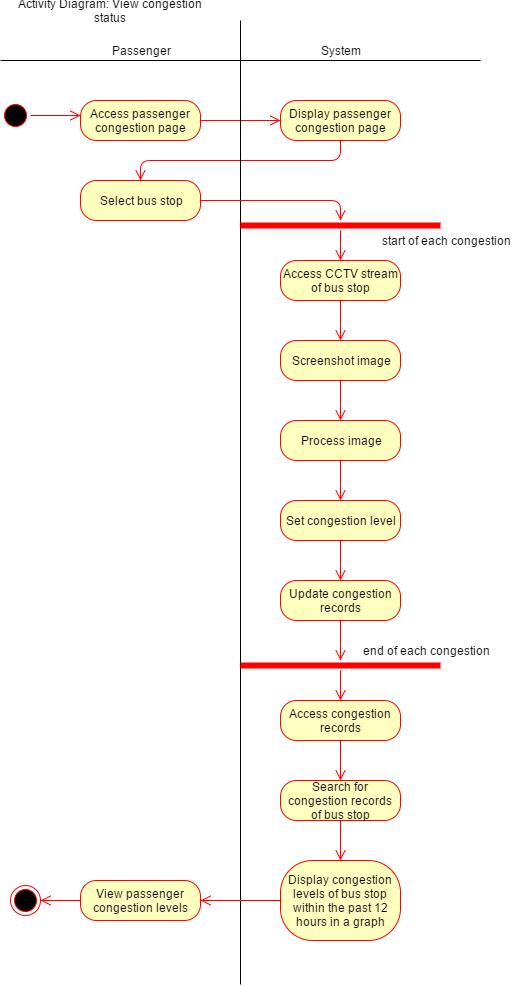 Activity Diagram: View congestion
status
Passenger
System
Access passenger
congestion page
Display passenger
congestion page
Select bus stop
start of each congestion
Access CCTV stream
of bus stop
Screenshot image
Process image
Set congestion level
Update congestion
records
end of each congestion
Access congestion
records
Search for
congestion records
of bus stop
Display congestion
levels of bus stop
within the past 12
hours in a graph
View passenger
congestion levels